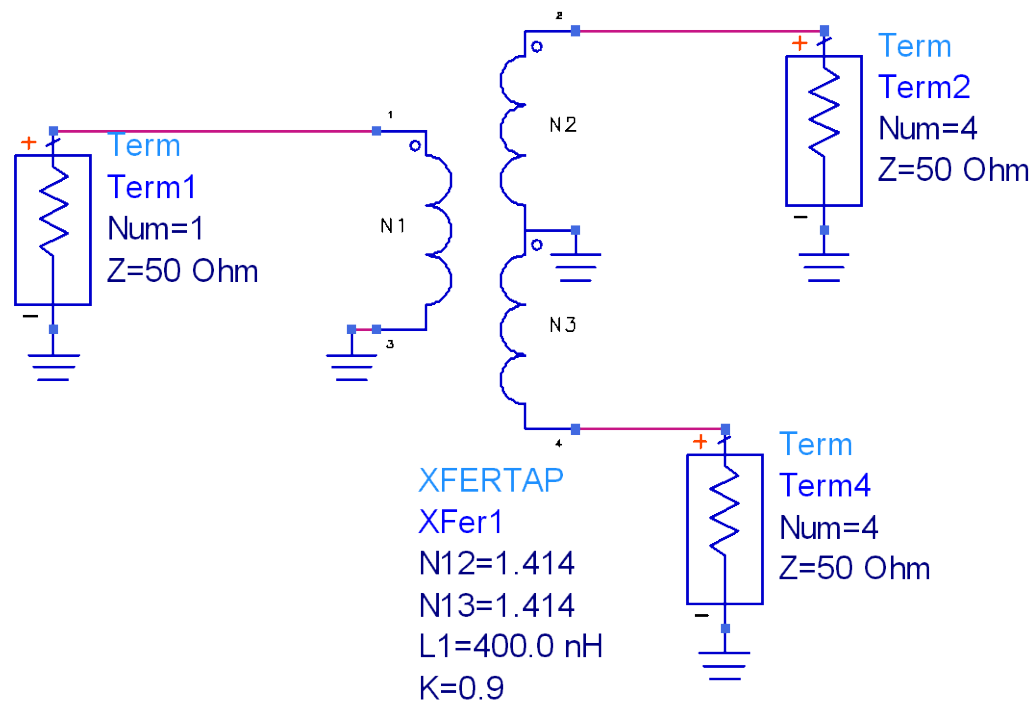 Term
Term1
Num=1
Z=50 Ohm
+
−
1
3
N1
2
N2
N3
4
+
−
Term
Term2
Num=4
Z=50 Ohm
+
−
Term
Term4
Num=4
Z=50 Ohm
XFERTAP
XFer1
N12=1.414
N13=1.414
L1=400.0 nH
K=0.9